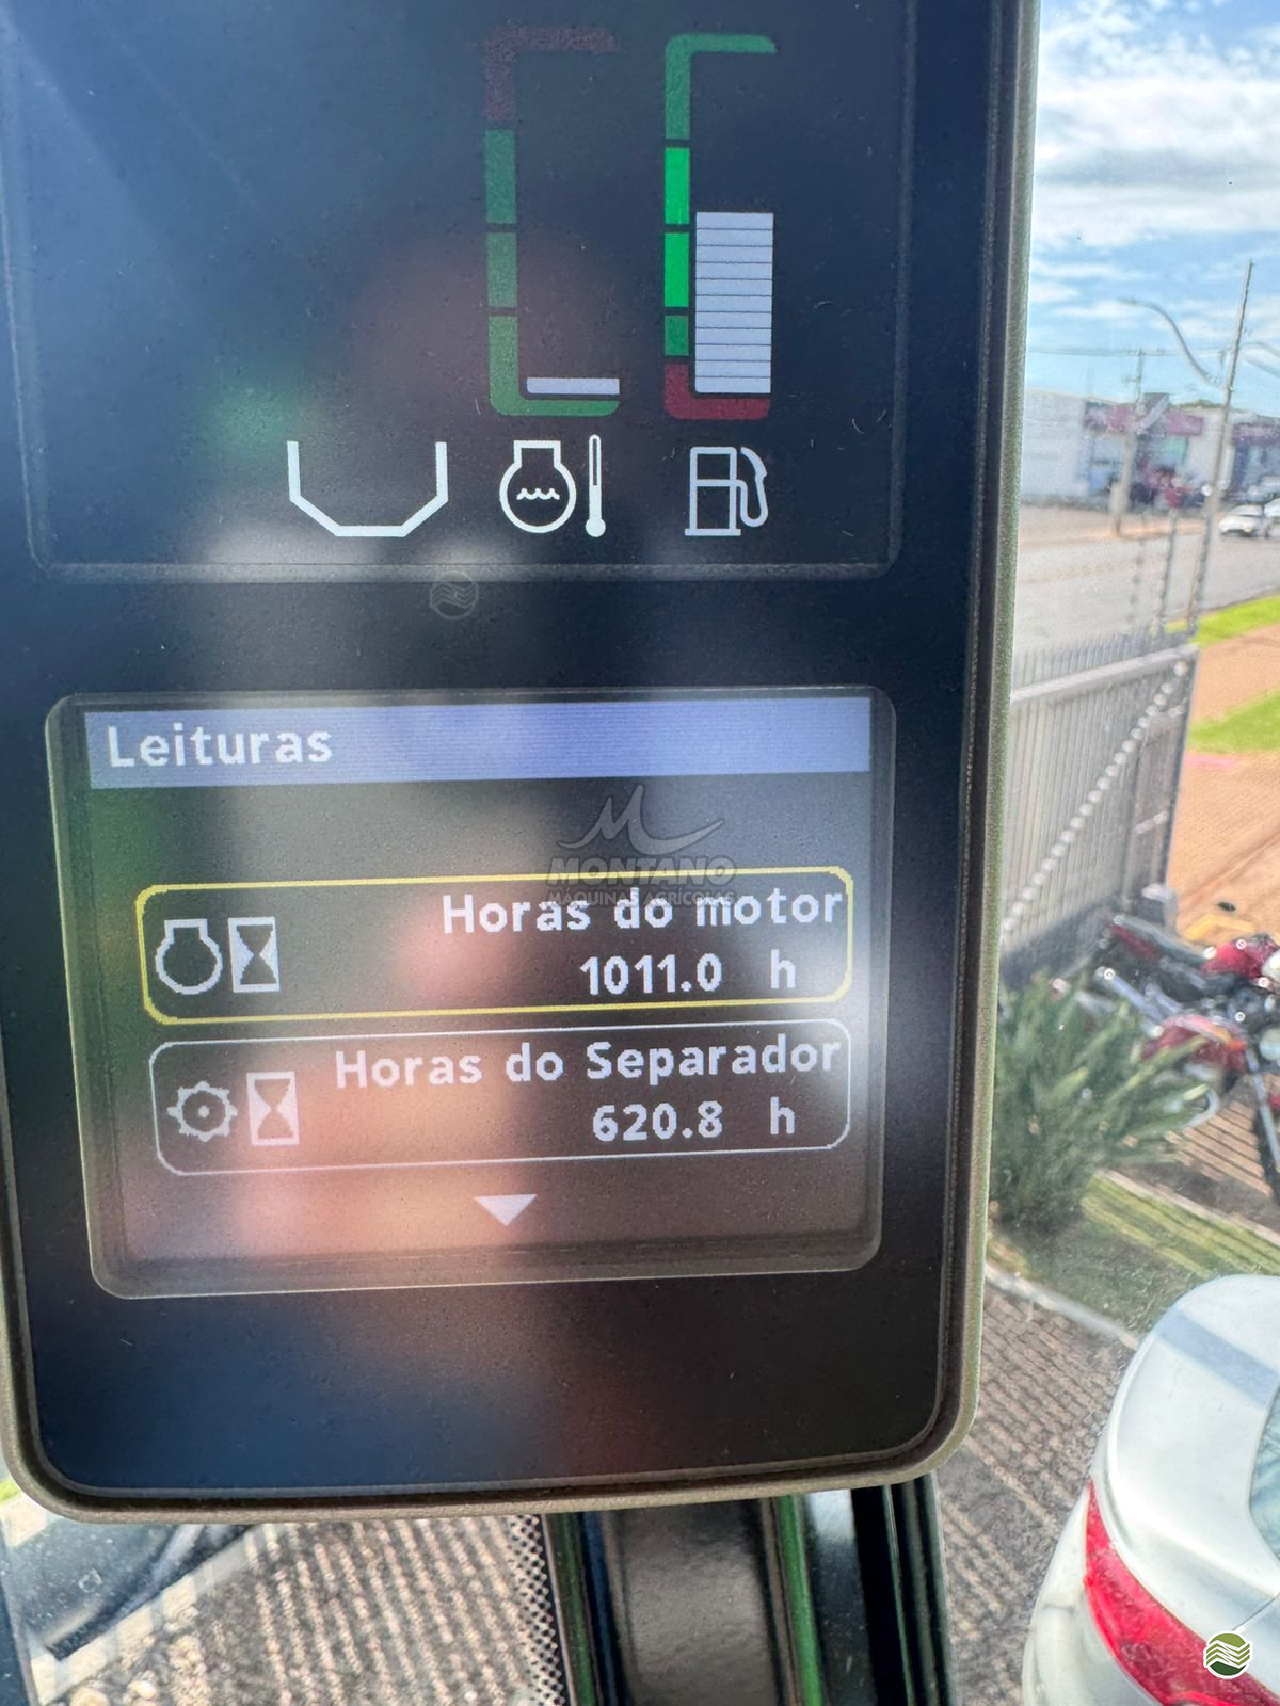 Leituras
MONTANO
MÁQUINAS AGRÍCOLAS
Horas do motor
1011.0 h
Horas do Separador
620.8 h